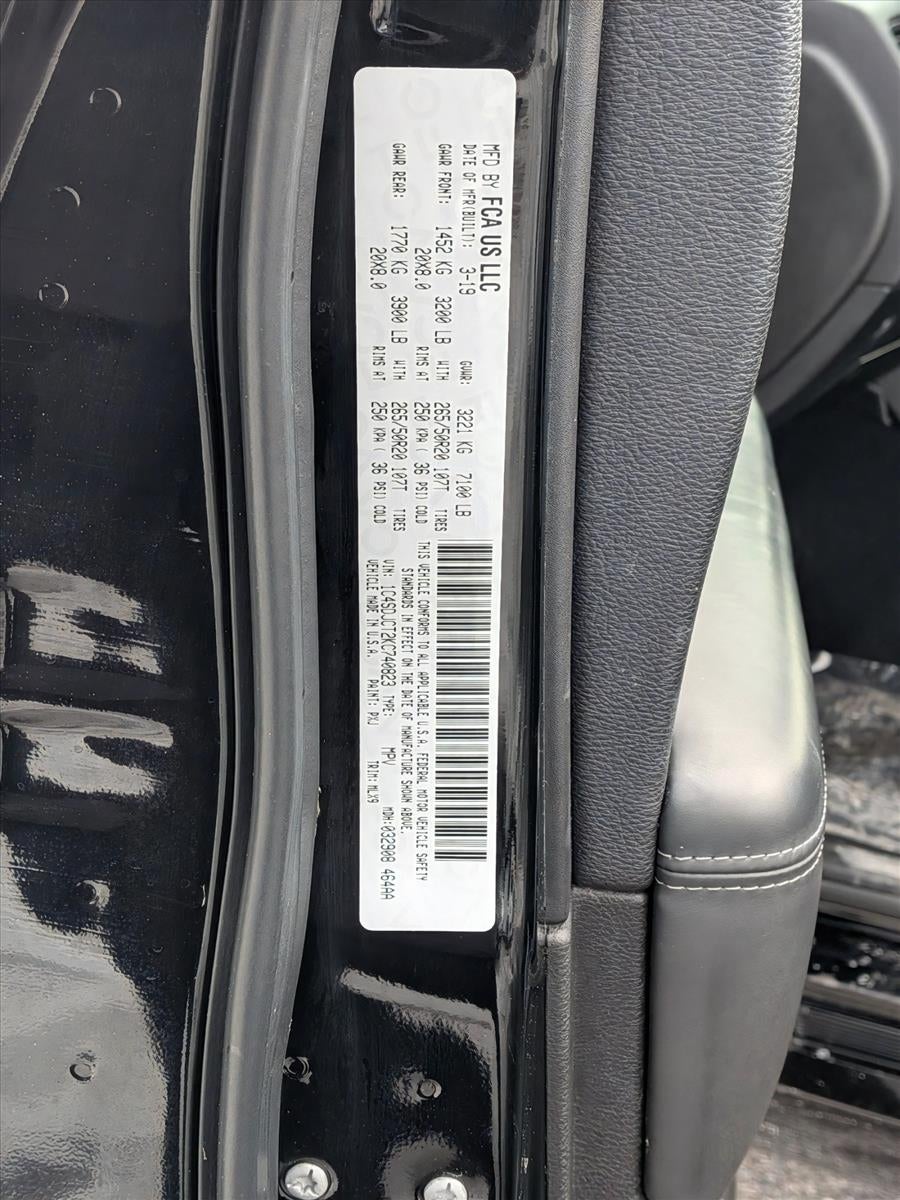 MFD BY FCA US LLC
DATE OF MFR(BUILT): 3-19 GVWR: 3221 KG 7100 LB
GAWR FRONT: 1452 KG 3200 LB WITH 265/50R20 107T TIRES
20X8.0 RIMS AT 250 KPA ( 36 PSI) COLD
GAWR REAR: 1770 KG 3900 LB WITH 265/50R20 107T TIRES
20X8.0 RIMS AT 250 KPA ( 36 PSI) COLD
THIS VEHICLE CONFORMS TO ALL APPLICABLE U.S.A. FEDERAL MOTOR VEHICLE SAFETY
STANDARDS IN EFFECT ON THE DATE OF MANUFACTURE SHOWN ABOVE.
VIN: 1C4SDJCT2KC740823 TYPE: MPV MDH:032908 464AA
VEHICLE MADE IN U.S.A. PAINT: PXJ TRIM: MLX9